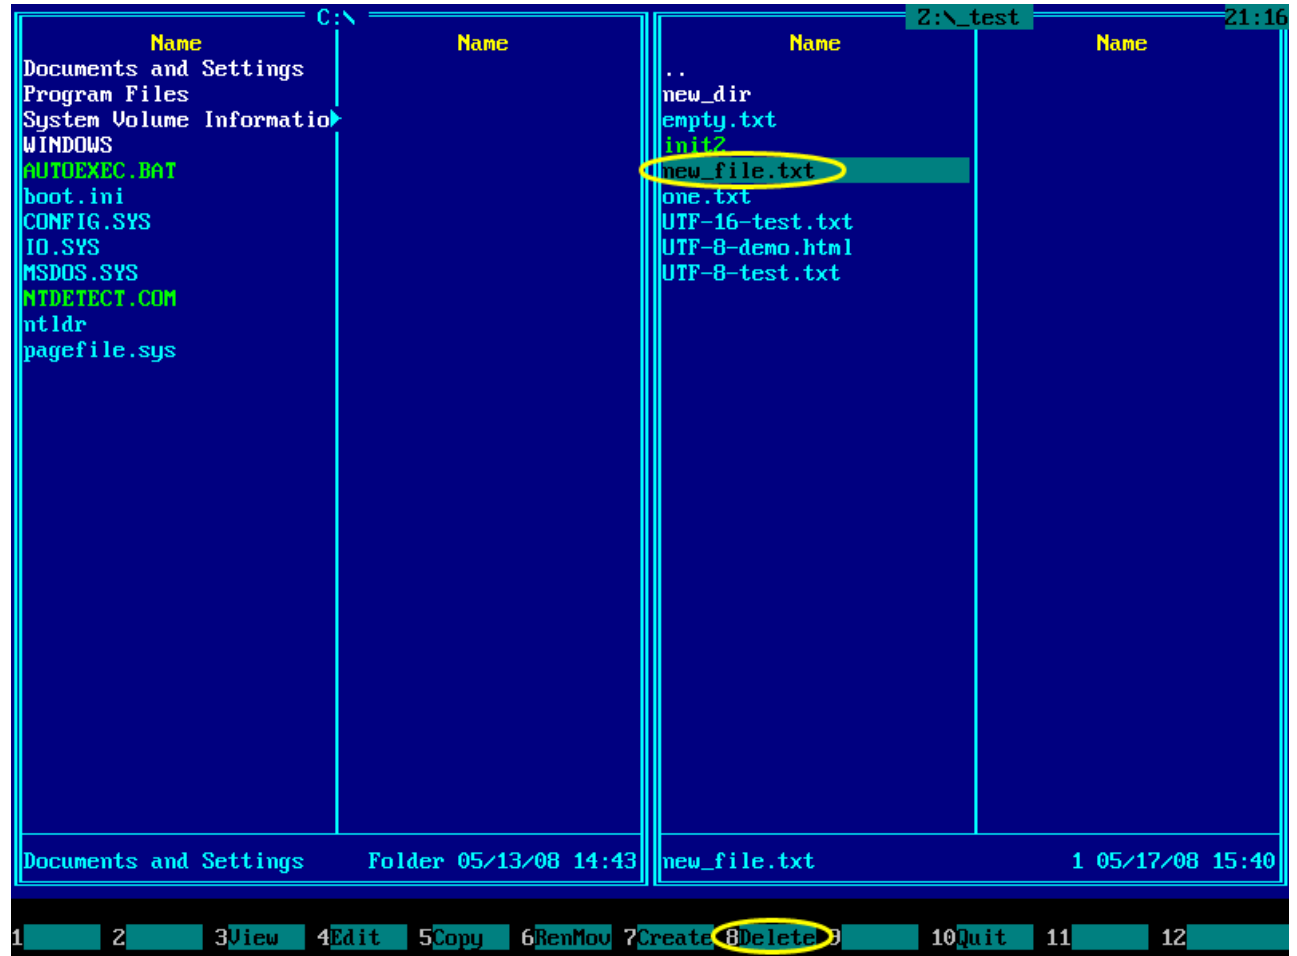 C:\
Name Name
Documents and Settings
Program Files
System Volume Informatio
WINDOWS
AUTOEXEC.BAT
boot.ini
CONFIG.SYS
IO.SYS
MSDOS.SYS
NTDETECT.COM
ntldr
pagefile.sys
Documents and Settings Folder 05/13/08 14:43
Z:\_test 21:16
Name Name
..
new_dir
empty.txt
init2
new_file.txt
one.txt
UTF-16-test.txt
UTF-8-demo.html
UTF-8-test.txt
new_file.txt 1 05/17/08 15:40
1 2 3View 4Edit 5Copy 6RenMov 7Create 8Delete 9 10Quit 11 12